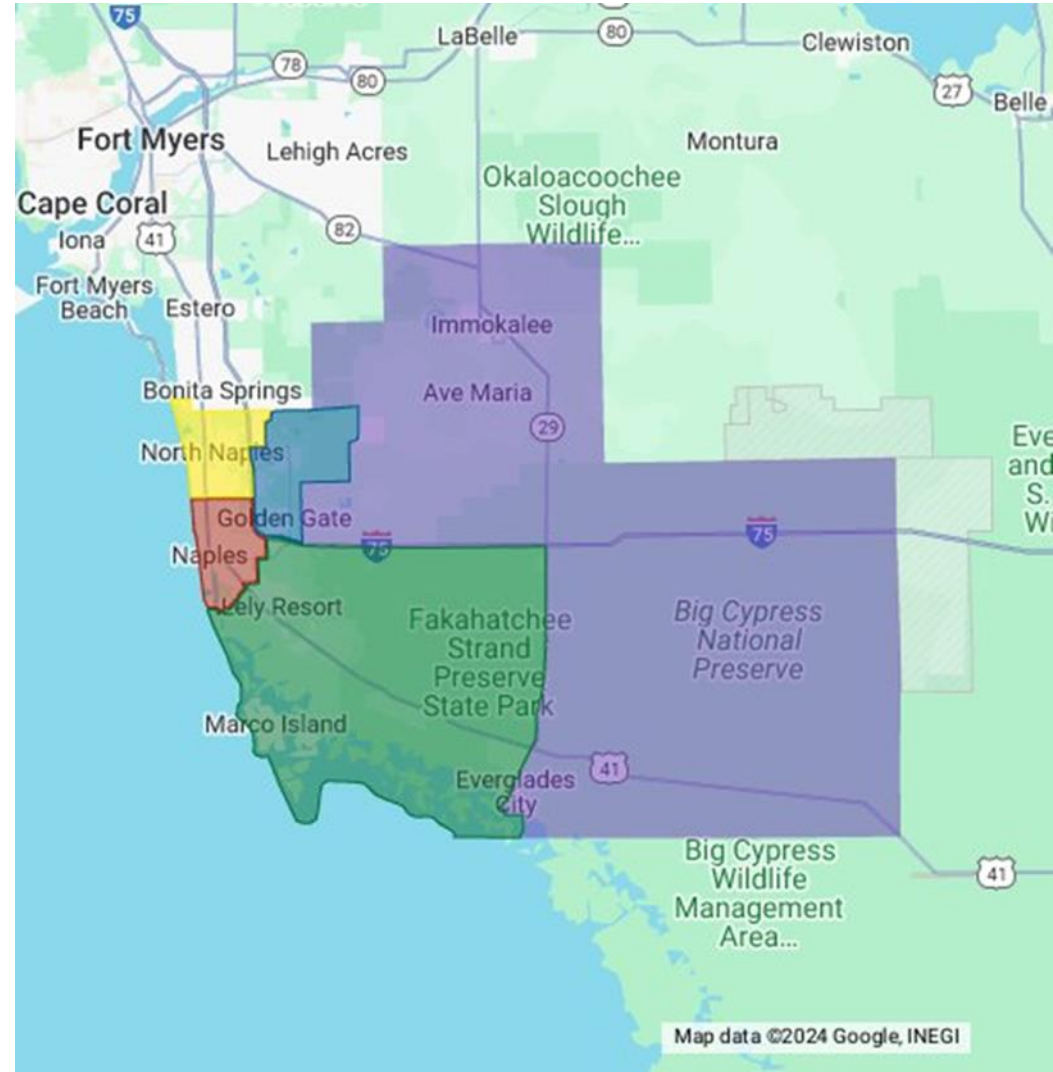 75
LaBelle
80
Clewiston
78
80
27
Belle
Fort Myers
Lehigh Acres
Montura
Okaloacoochee
Slough
Wildlife...
Cape Coral
Iona
41
82
Fort Myers
Beach
Estero
Immokalee
Bonita Springs
Ave Maria
29
North Naples
Eve
and
S.
W
Golden Gate
Naples
75
75
Lely Resort
Fakahatchee
Strand
Preserve
State Park
Big Cypress
National
Preserve
Marco Island
Everglades
City
41
Big Cypress
Wildlife
Management
Area...
41
Map data ©2024 Google, INEGI